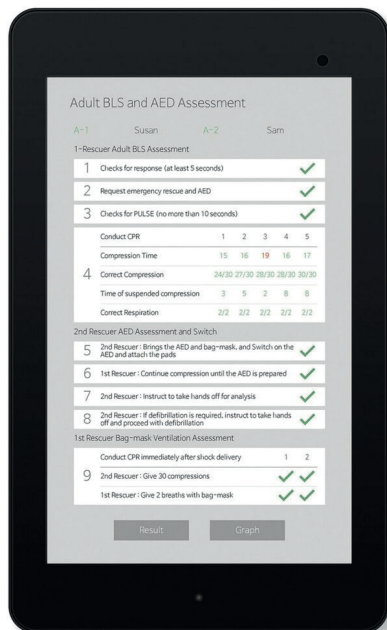 Adult BLS and AED Assessment
A-1 Susan A-2 Sam
1-Rescuer Adult BLS Assessment
1 Checks for response (at least 5 seconds)
2 Request emergency rescue and AED
3 Checks for PULSE (no more than 10 seconds)
4
Conduct CPR 1 2 3 4 5
Compression Time 15 16 19 16 17
Correct Compression 24/30 27/30 28/30 28/30 30/30
Time of suspended compression 3 5 2 8 8
Correct Respiration 2/2 2/2 2/2 2/2 2/2
2nd Rescuer AED Assessment and Switch
5 2nd Rescuer : Brings the AED and bag-mask, and Switch on the
AED and attach the pads
6 1st Rescuer : Continue compression until the AED is prepared
7 2nd Rescuer : Instruct to take hands off for analysis
8 2nd Rescuer : If defibrillation is required, instruct to take hands
off and proceed with defibrillation
1st Rescuer Bag-mask Ventilation Assessment
9
Conduct CPR immediately after shock delivery 1 2
2nd Rescuer : Give 30 compressions
1st Rescuer : Give 2 breaths with bag-mask
Result Graph